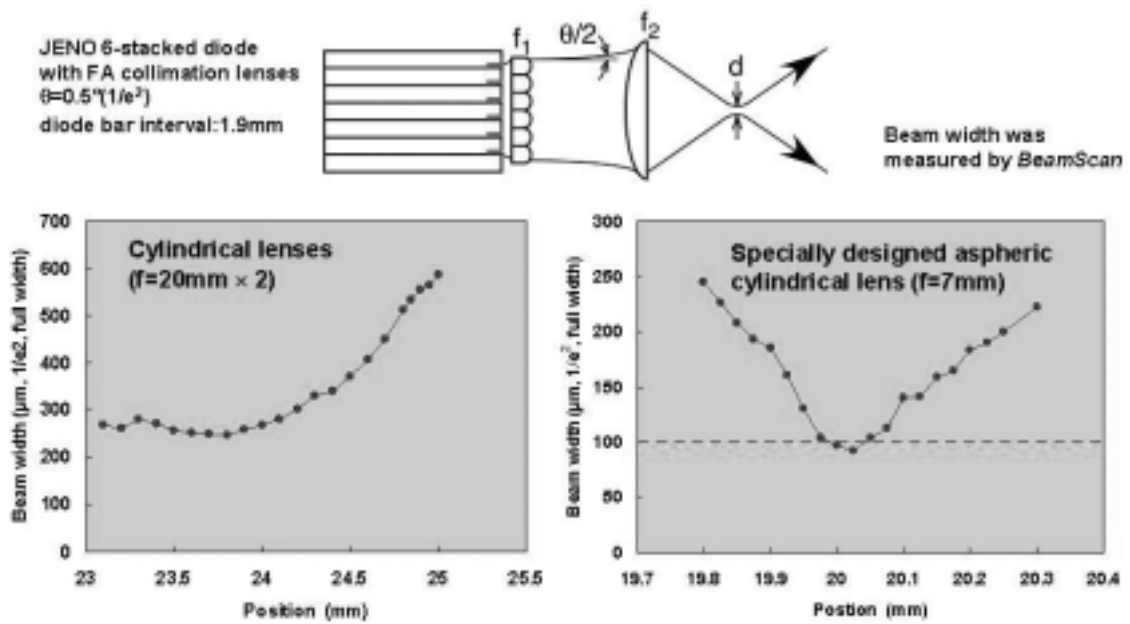 JENO 6-stacked diode
with FA collimation lenses
θ=0.5°(1/e²)
diode bar interval:1.9mm
f₁
θ/2
f₂
d
Beam width was
measured by BeamScan
Cylindrical lenses
(f=20mm × 2)
Beam width (μm, 1/e2, full width)
700
600
500
400
300
200
100
0
23
23.5
24
24.5
25
25.5
Position (mm)
Specially designed aspheric
cylindrical lens (f=7mm)
Beam width (μm, 1/e², full width)
300
250
200
150
100
50
0
19.7
19.8
19.9
20
20.1
20.2
20.3
20.4
Postion (mm)